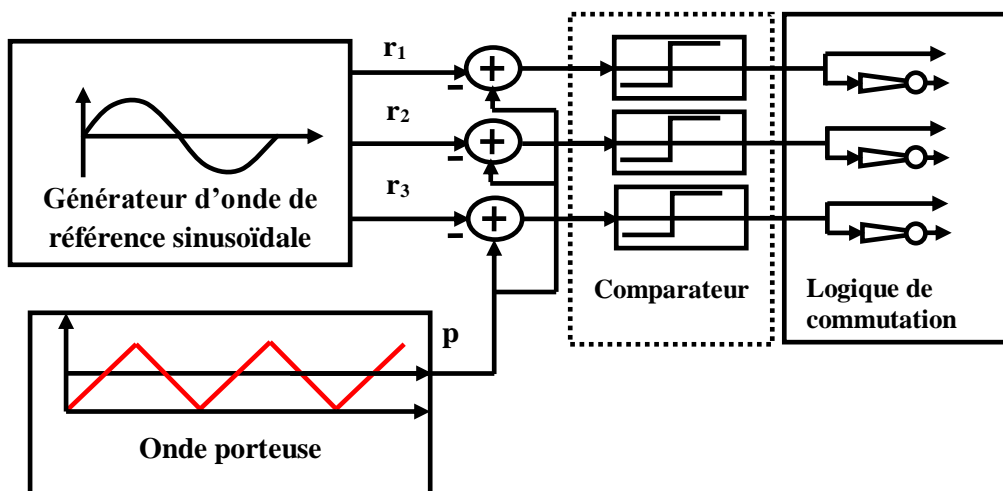 r1
r2
r3
Générateur d'onde de
référence sinusoïdale
Comparateur
Logique de
commutation
p
Onde porteuse